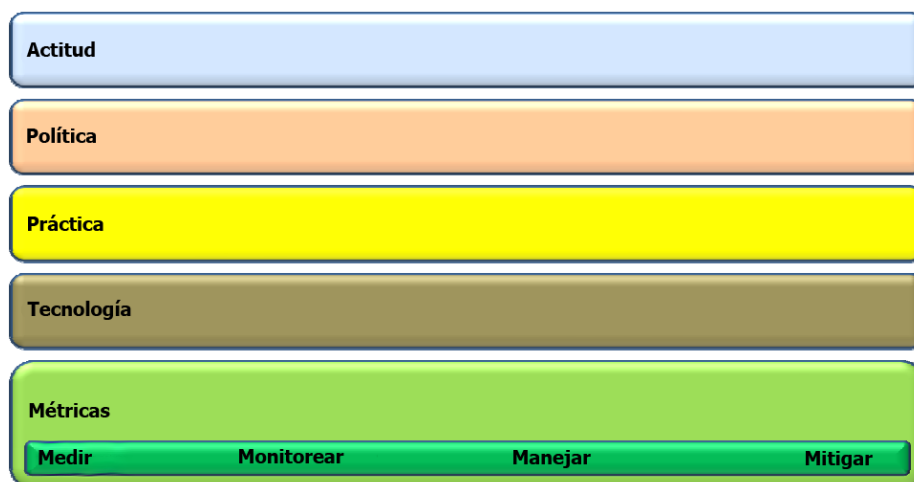 Actitud
Política
Práctica
Tecnología
Métricas
Medir Monitorear Manejar Mitigar